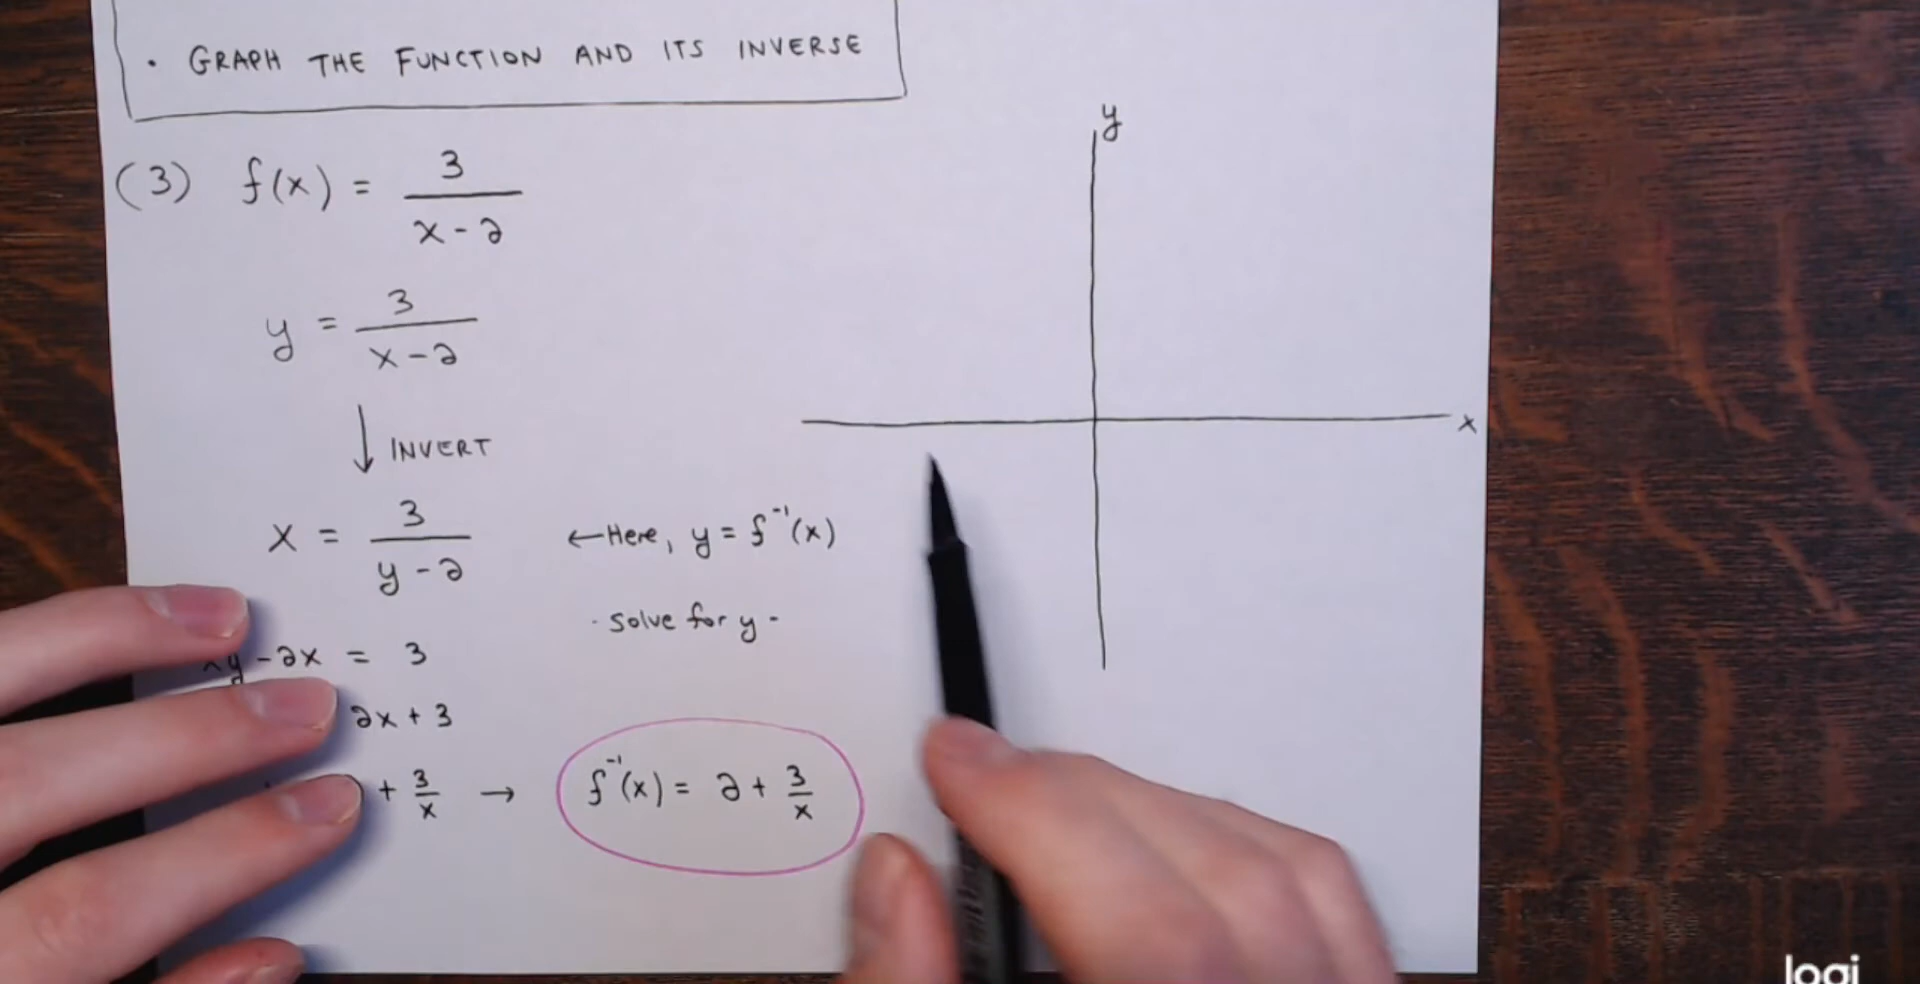 · GRAPH THE FUNCTION AND ITS INVERSE
(3) f(x) = 3 / (x - 2)
y = 3 / (x - 2)
↓ INVERT
x = 3 / (y - 2) ← Here, y = f⁻¹(x)
· Solve for y -
xy - 2x = 3
2x + 3
+ 3/x → f⁻¹(x) = 2 + 3/x
y
x
logi